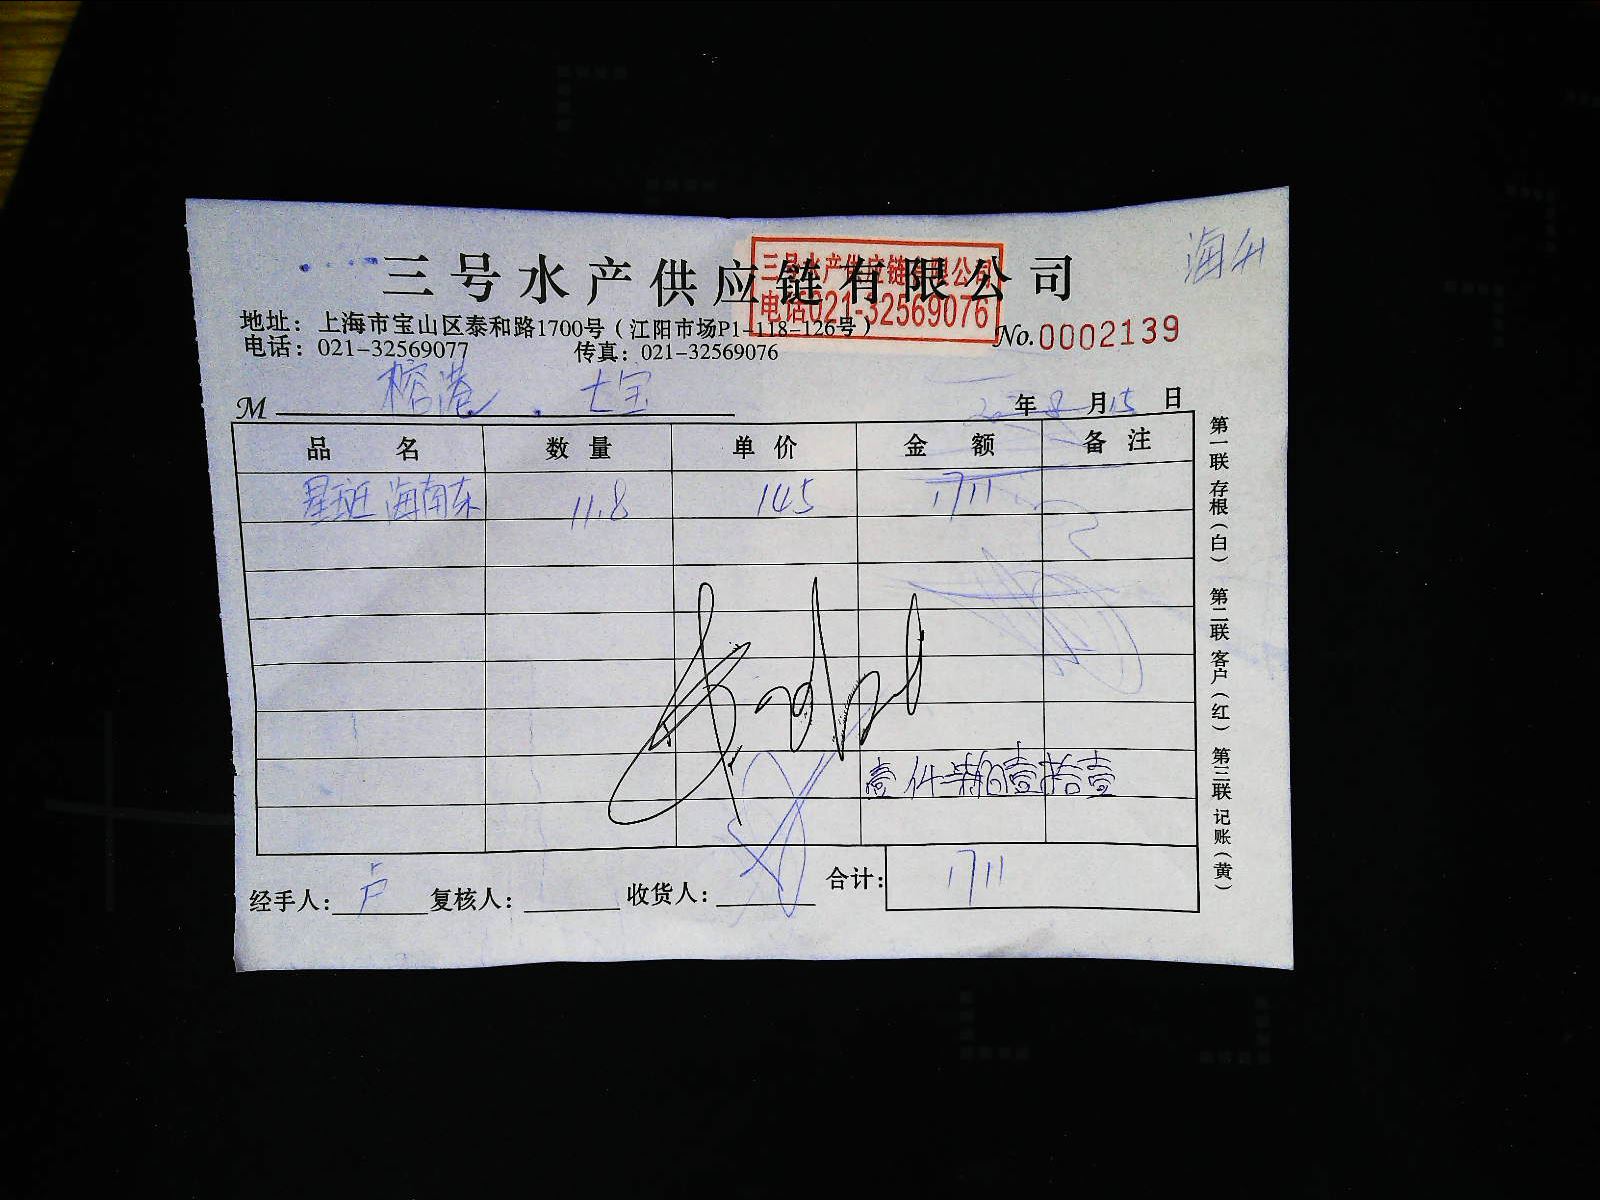 海
三号水产供应链有限公司
三号水产供应链有限公司
电话021-32569076
地址：上海市宝山区泰和路1700号（江阳市场P1-118-126号）
No.0002139
电话：021-32569077 传真：021-32569076
M 榕港 . 七宝
年 8 月 15 日
品名 数量 单价 金额 备注
星斑 海南东 11.8 145 1711
壹仟柒佰壹拾壹
经手人：卢 复核人： 收货人： 合计：1711
第一联 存根（白） 第二联 客户（红） 第三联 记账（黄）